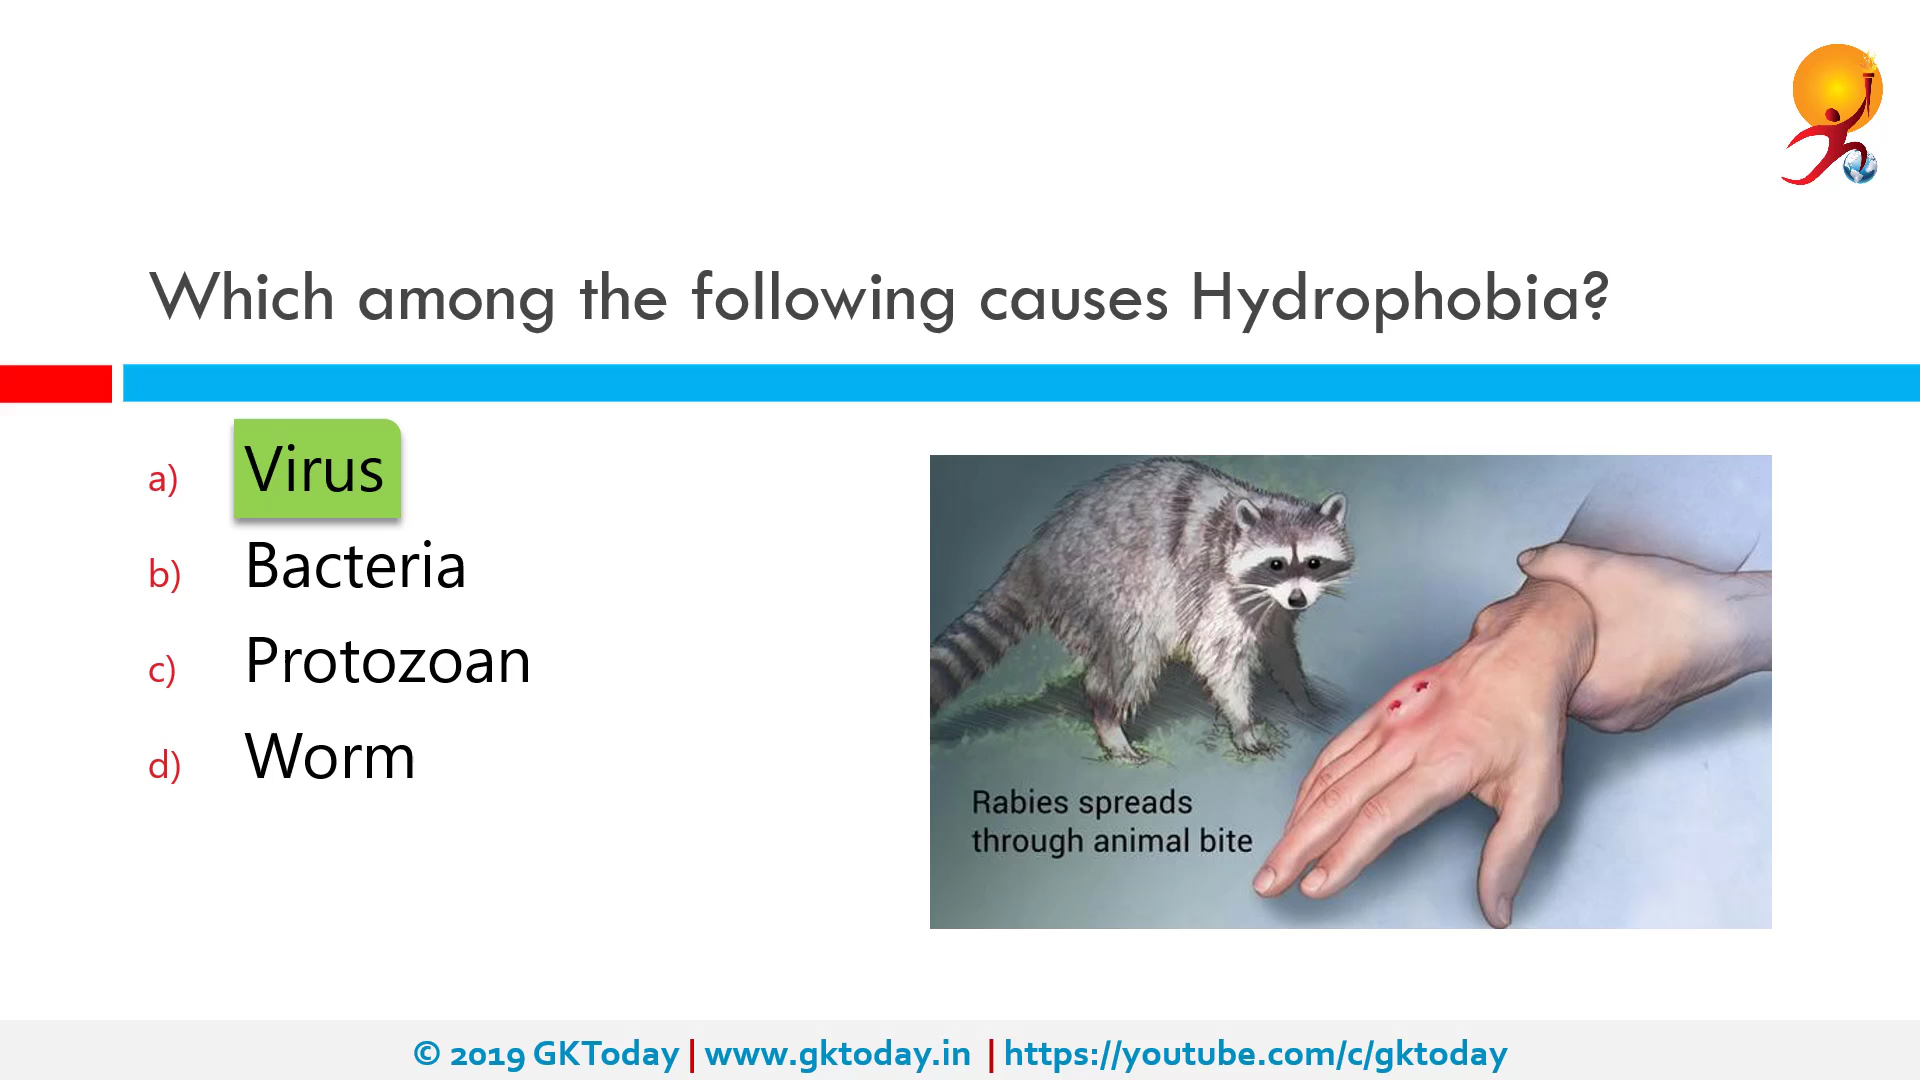 Which among the following causes Hydrophobia?
a) Virus
b) Bacteria
c) Protozoan
d) Worm
Rabies spreads
through animal bite
© 2019 GKToday | www.gktoday.in | https://youtube.com/c/gktoday